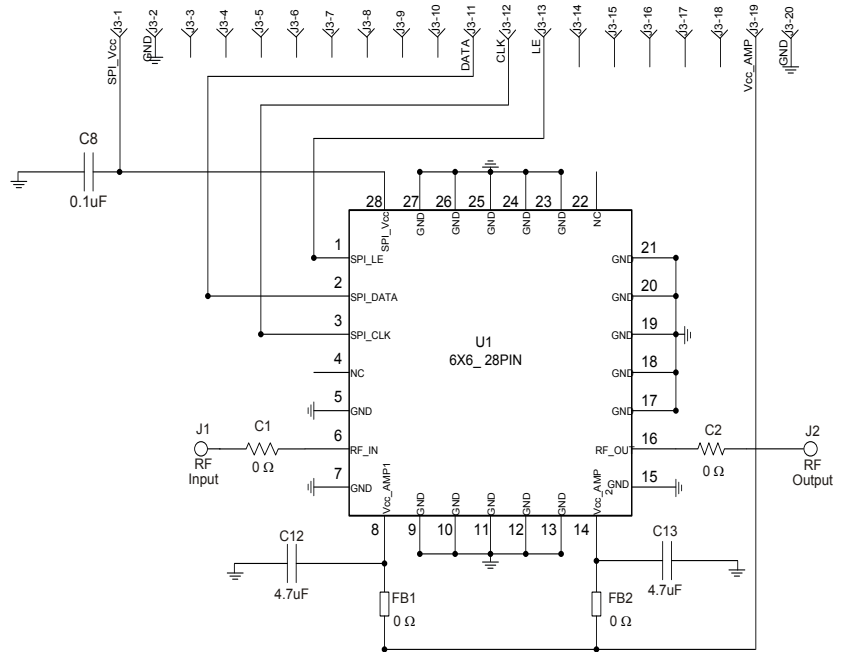 J3-1
J3-2
J3-3
J3-4
J3-5
J3-6
J3-7
J3-8
J3-9
J3-10
J3-11
J3-12
J3-13
J3-14
J3-15
J3-16
J3-17
J3-18
J3-19
J3-20
SPI_Vcc
GND
DATA
CLK
LE
Vcc_AMP
GND
C8
0.1uF
28
27
26
25
24
23
22
SPI_Vcc
GND
GND
GND
GND
GND
NC
1
SPI_LE
2
SPI_DATA
3
SPI_CLK
4
NC
5
GND
6
RF_IN
7
GND
U1
6X6_ 28PIN
21
GND
20
GND
19
GND
18
GND
17
GND
16
RF_OUT
15
GND
J1
RF
Input
C1
0 Ω
C2
0 Ω
J2
RF
Output
Vcc_AMP1
GND
GND
GND
GND
GND
Vcc_AMP
2
8
9
10
11
12
13
14
C12
4.7uF
C13
4.7uF
FB1
0 Ω
FB2
0 Ω